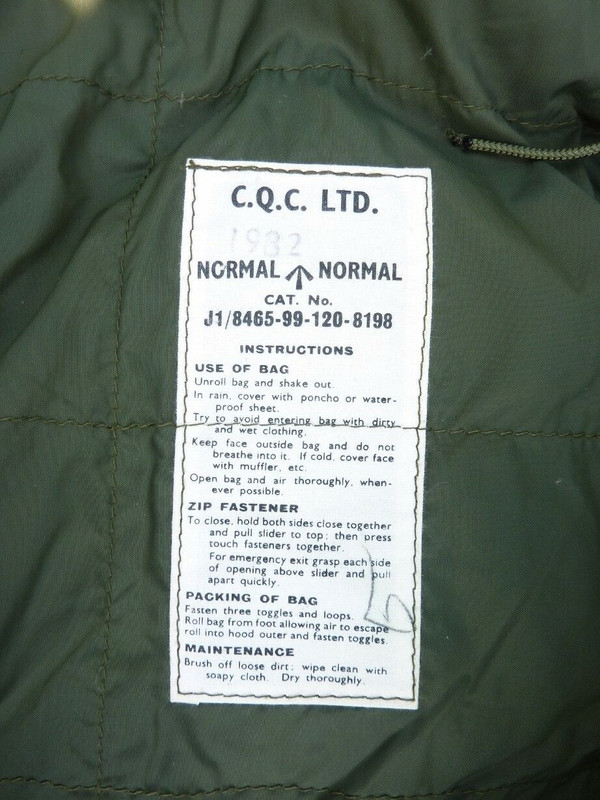 C.Q.C. LTD.
1982
NORMAL NORMAL
CAT. No.
J1/8465-99-120-8198
INSTRUCTIONS
USE OF BAG
Unroll bag and shake out.
In rain, cover with poncho or water-
proof sheet.
Try to avoid entering bag with dirty
and wet clothing.
Keep face outside bag and do not
breathe into it. If cold, cover face
with muffler, etc.
Open bag and air thoroughly, when-
ever possible.
ZIP FASTENER
To close, hold both sides close together
and pull slider to top; then press
touch fasteners together.
For emergency exit grasp each side
of opening above slider and pull
apart quickly.
PACKING OF BAG
Fasten three toggles and loops.
Roll bag from foot allowing air to escape
roll into hood outer and fasten toggles.
MAINTENANCE
Brush off loose dirt; wipe clean with
soapy cloth. Dry thoroughly.